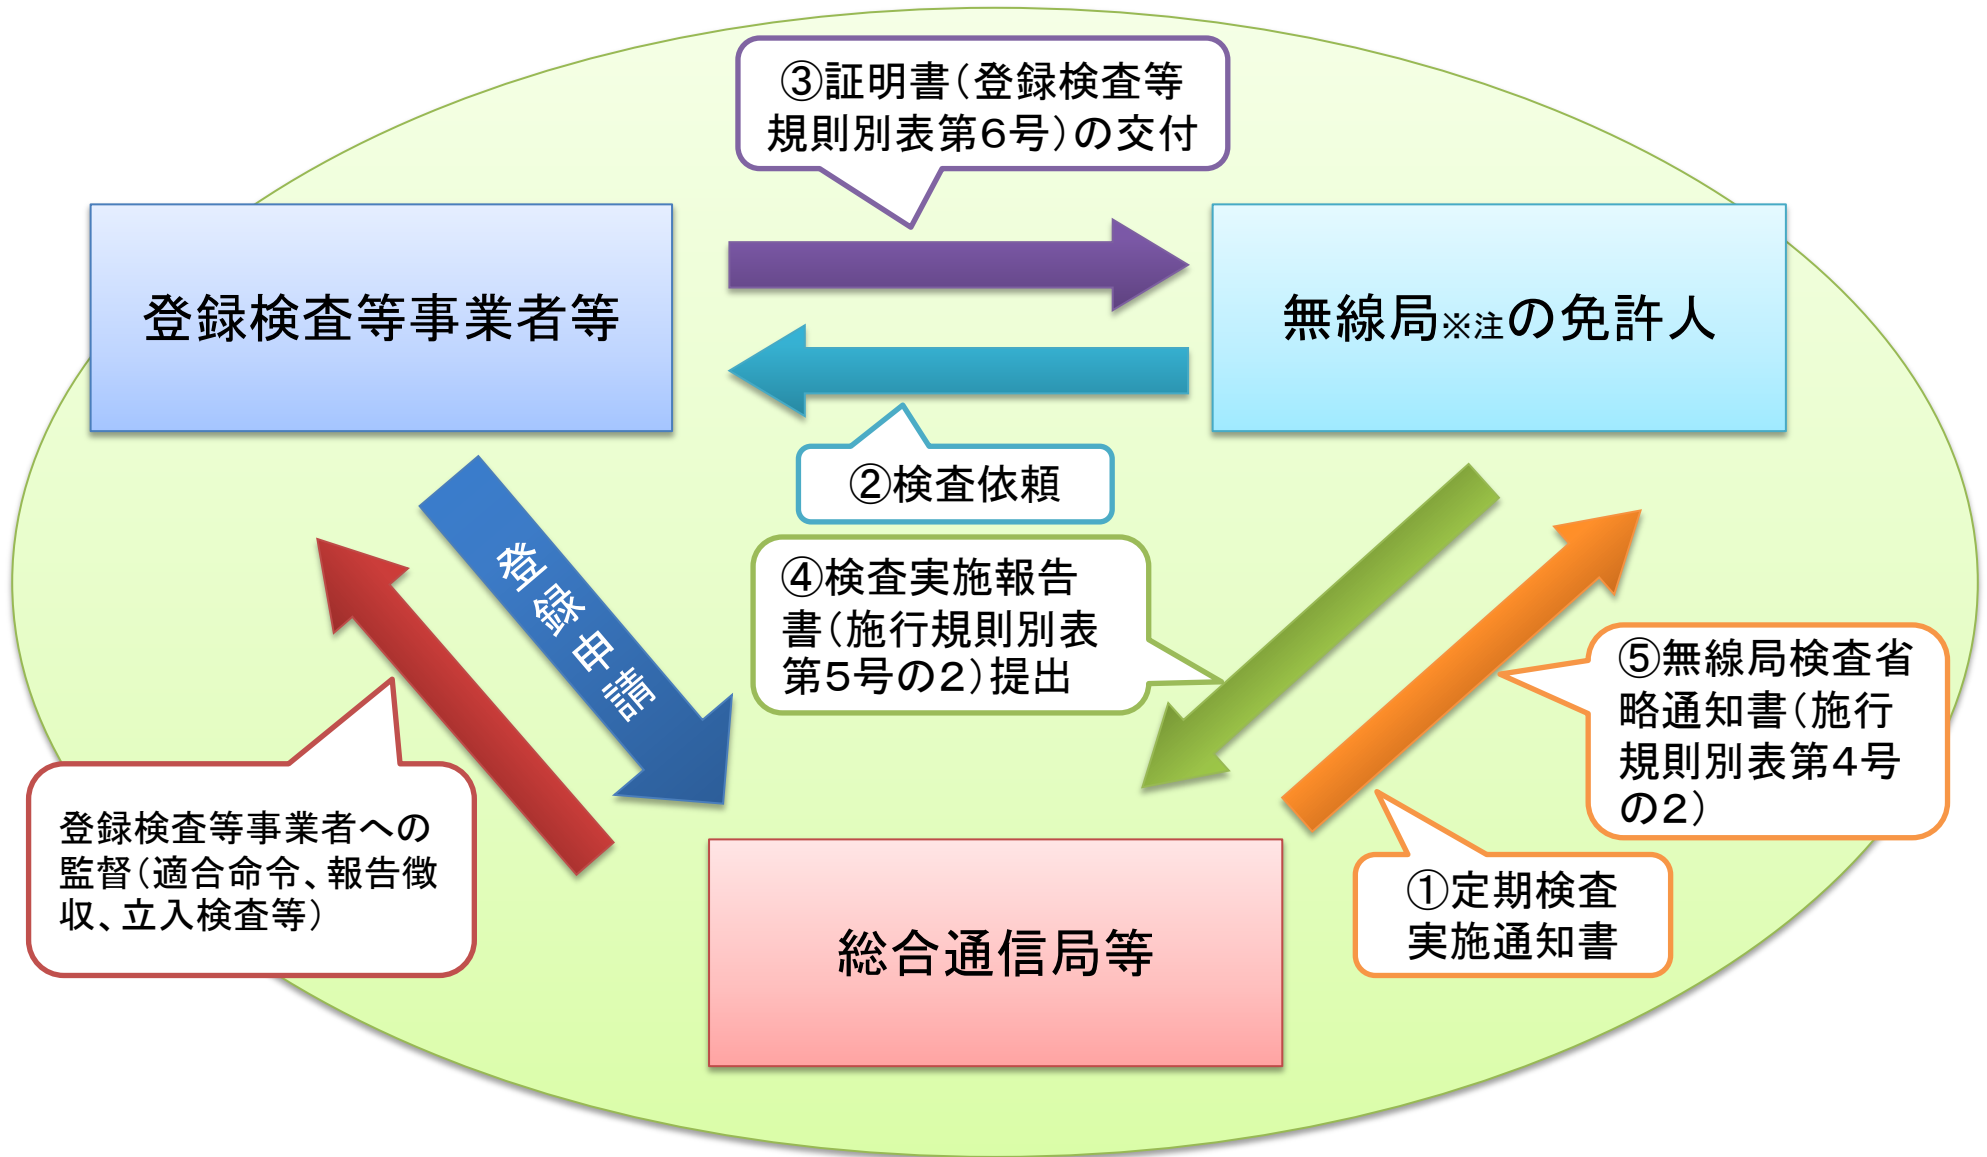 ③証明書（登録検査等
規則別表第６号）の交付
登録検査等事業者等
無線局※注の免許人
②検査依頼
登録申請
④検査実施報告
書（施行規則別表
第５号の２）提出
⑤無線局検査省
略通知書（施行
規則別表第４号
の２）
登録検査等事業者への
監督（適合命令、報告徴
収、立入検査等）
①定期検査
実施通知書
総合通信局等